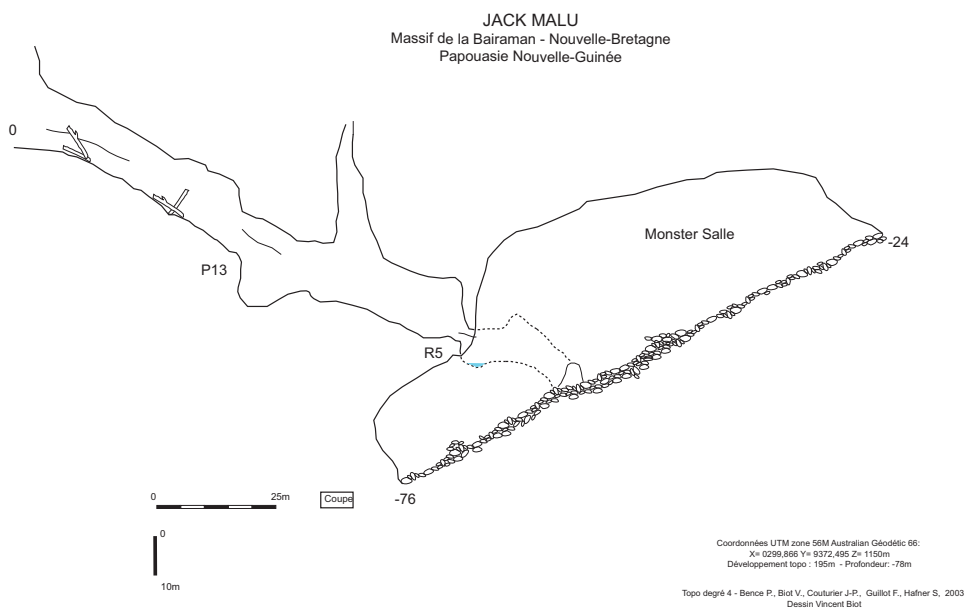 JACK MALU
Massif de la Bairaman - Nouvelle-Bretagne
Papouasie Nouvelle-Guinée
0
P13
Monster Salle
-24
R5
-76
0 25m
Coupe
0
10m
Coordonnées UTM zone 56M Australian Géodétic 66:
X= 0299,866 Y= 9372,495 Z= 1150m
Développement topo : 195m - Profondeur: -78m
Topo degré 4 - Bence P., Biot V., Couturier J-P., Guillot F., Hafner S, 2003
Dessin Vincent Biot